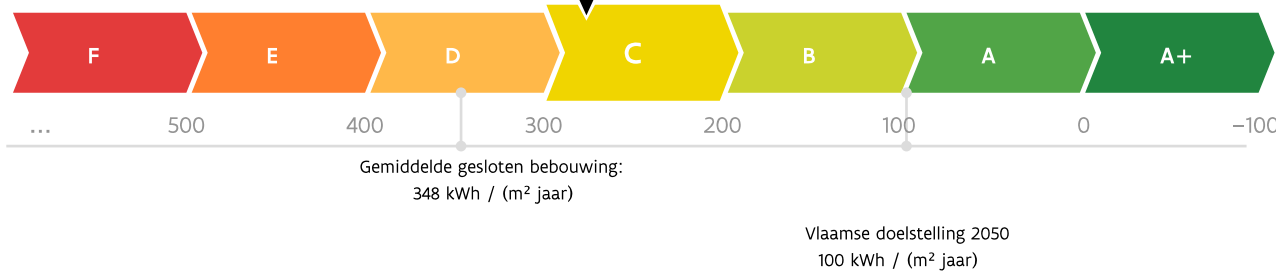 F E D C B A A+
... 500 400 300 200 100 0 −100
Gemiddelde gesloten bebouwing:
348 kWh / (m² jaar)
Vlaamse doelstelling 2050
100 kWh / (m² jaar)